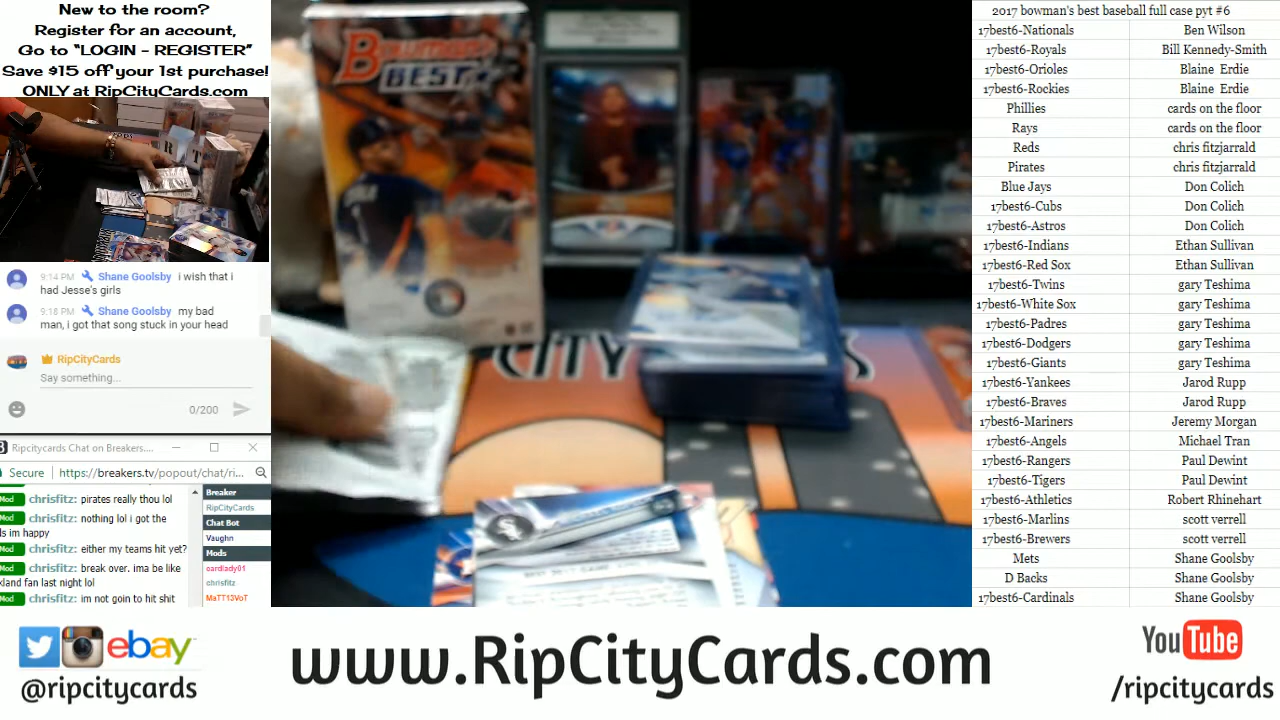 New to the room?
Register for an account,
Go to “LOGIN – REGISTER”
Save $15 off your 1st purchase!
ONLY at RipCityCards.com
9:14 PM Shane Goolsby i wish that i
had Jesse's girls
9:18 PM Shane Goolsby my bad
man, i got that song stuck in your head
RipCityCards
Say something...
0/200
Ripcitycards Chat on Breakers....
Secure https://breakers.tv/popout/chat/ri...
Mod chrisfitz: pirates really thou lol
Mod chrisfitz: nothing lol i got the
ds im happy
Mod chrisfitz: either my teams hit yet?
Mod chrisfitz: break over. ima be like
kland fan last night lol
Mod chrisfitz: im not goin to hit shit
Breaker
RipCityCards
Chat Bot
Vaughn
Mods
cardlady01
chrisfitz
MaTT13VoT
Bowman's
BEST
CITY
2017 bowman's best baseball full case pyt #6
17best6-Nationals Ben Wilson
17best6-Royals Bill Kennedy-Smith
17best6-Orioles Blaine Erdie
17best6-Rockies Blaine Erdie
Phillies cards on the floor
Rays cards on the floor
Reds chris fitzjarrald
Pirates chris fitzjarrald
Blue Jays Don Colich
17best6-Cubs Don Colich
17best6-Astros Don Colich
17best6-Indians Ethan Sullivan
17best6-Red Sox Ethan Sullivan
17best6-Twins gary Teshima
17best6-White Sox gary Teshima
17best6-Padres gary Teshima
17best6-Dodgers gary Teshima
17best6-Giants gary Teshima
17best6-Yankees Jarod Rupp
17best6-Braves Jarod Rupp
17best6-Mariners Jeremy Morgan
17best6-Angels Michael Tran
17best6-Rangers Paul Dewint
17best6-Tigers Paul Dewint
17best6-Athletics Robert Rhinehart
17best6-Marlins scott verrell
17best6-Brewers scott verrell
Mets Shane Goolsby
D Backs Shane Goolsby
17best6-Cardinals Shane Goolsby
ebay
@ripcitycards
www.RipCityCards.com
YouTube
/ripcitycards